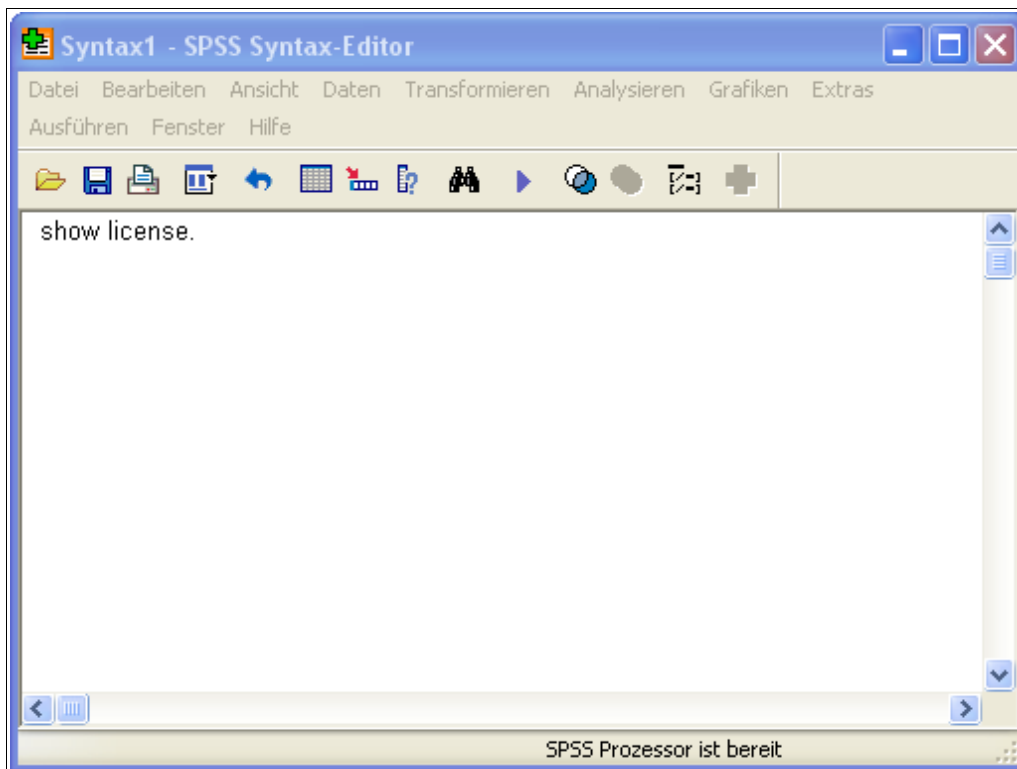 Syntax1 - SPSS Syntax-Editor
Datei Bearbeiten Ansicht Daten Transformieren Analysieren Grafiken Extras
Ausführen Fenster Hilfe
show license.
SPSS Prozessor ist bereit